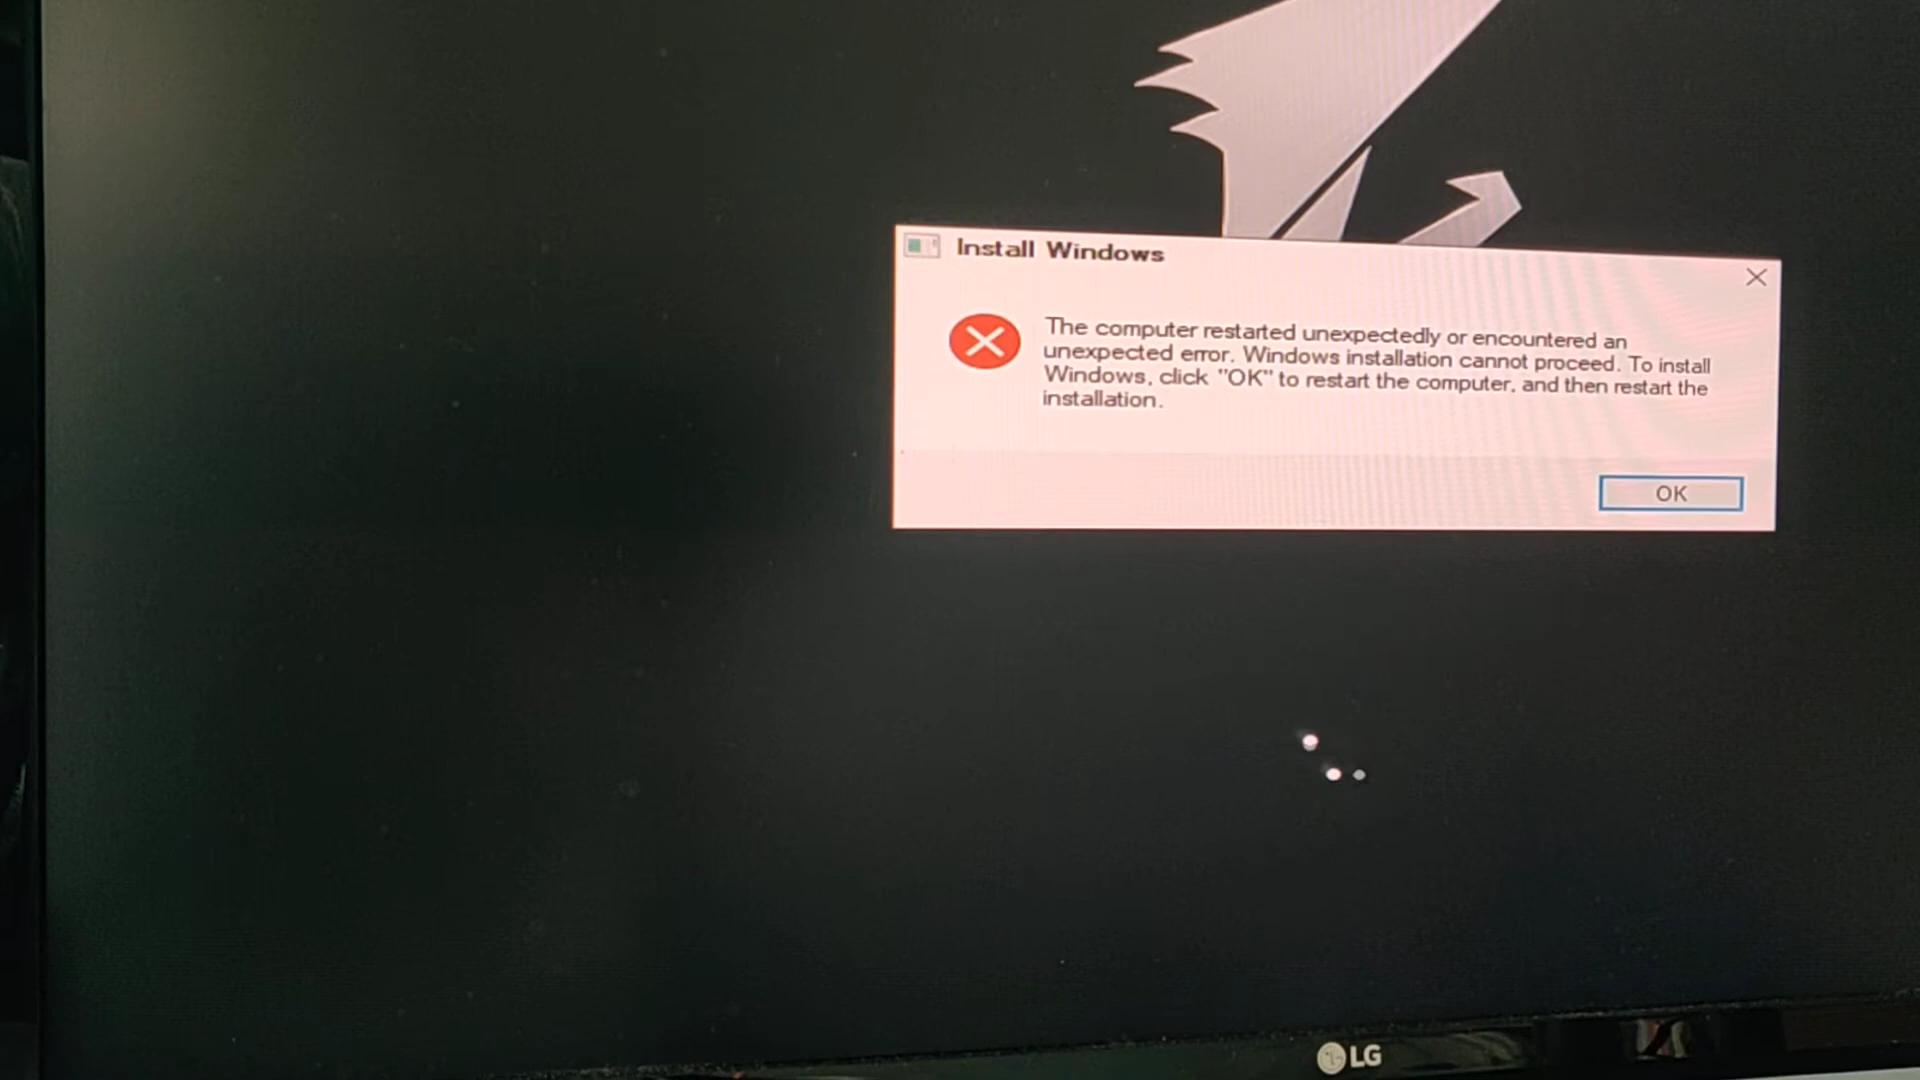 Install Windows
The computer restarted unexpectedly or encountered an
unexpected error. Windows installation cannot proceed. To install
Windows, click "OK" to restart the computer, and then restart the
installation.
OK
LG